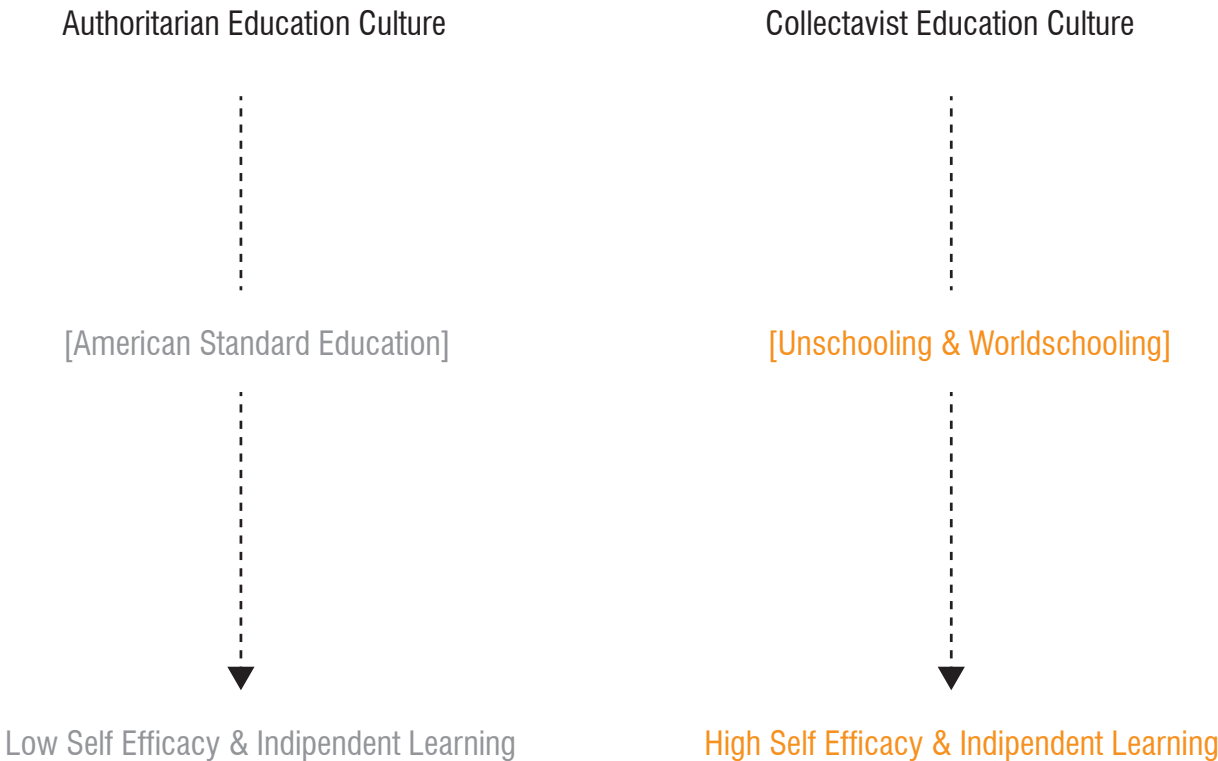 Authoritarian Education Culture
Collectavist Education Culture
[American Standard Education]
[Unschooling & Worldschooling]
Low Self Efficacy & Indipendent Learning
High Self Efficacy & Indipendent Learning